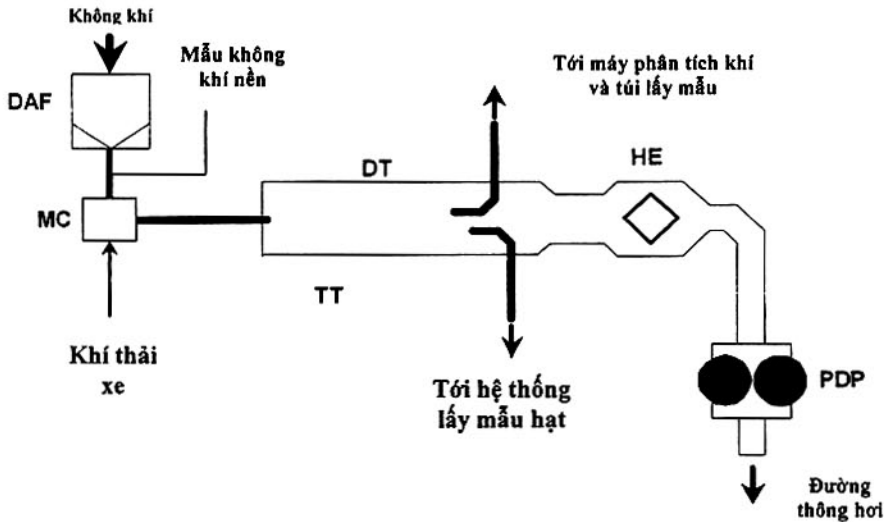 Không khí
Mẫu không
khí nền
Tới máy phân tích khí
và túi lấy mẫu
DAF
DT
HE
MC
TT
Khí thải
xe
Tới hệ thống
lấy mẫu hạt
PDP
Đường
thông hơi